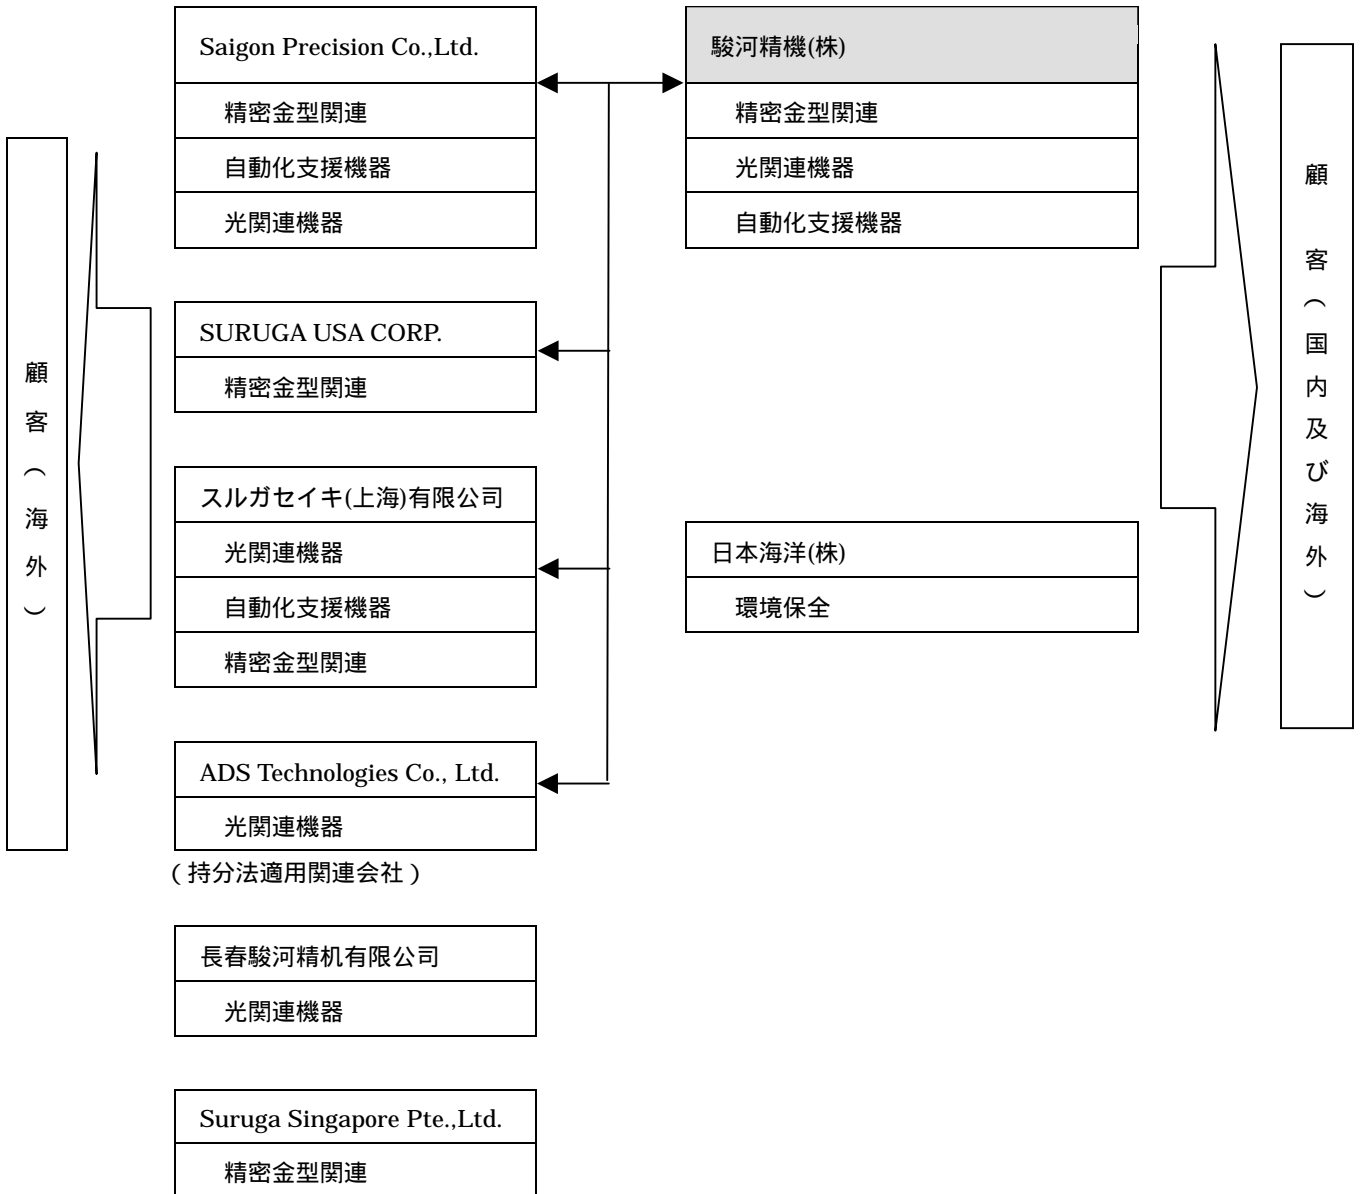 Saigon Precision Co.,Ltd.
精密金型関連
自動化支援機器
光関連機器
SURUGA USA CORP.
精密金型関連
スルガセイキ(上海)有限公司
光関連機器
自動化支援機器
精密金型関連
ADS Technologies Co., Ltd.
光関連機器
(持分法適用関連会社)
長春駿河精机有限公司
光関連機器
Suruga Singapore Pte.,Ltd.
精密金型関連
駿河精機(株)
精密金型関連
光関連機器
自動化支援機器
日本海洋(株)
環境保全
顧客(海外)
顧客(国内及び海外)